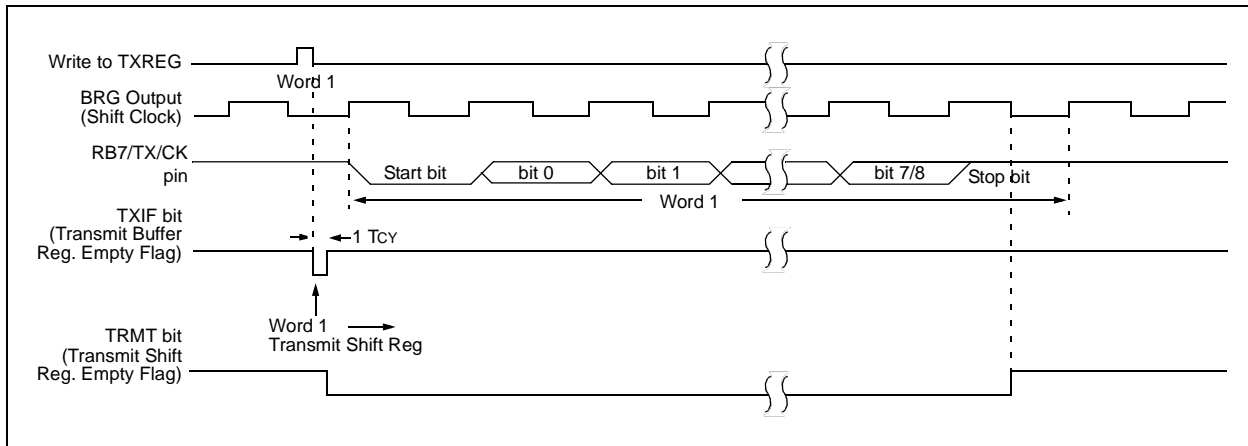 Write to TXREG
Word 1
BRG Output
(Shift Clock)
RB7/TX/CK
pin
Start bit
bit 0
bit 1
bit 7/8
Stop bit
Word 1
TXIF bit
(Transmit Buffer
Reg. Empty Flag)
1 TCY
Word 1
Transmit Shift Reg
TRMT bit
(Transmit Shift
Reg. Empty Flag)